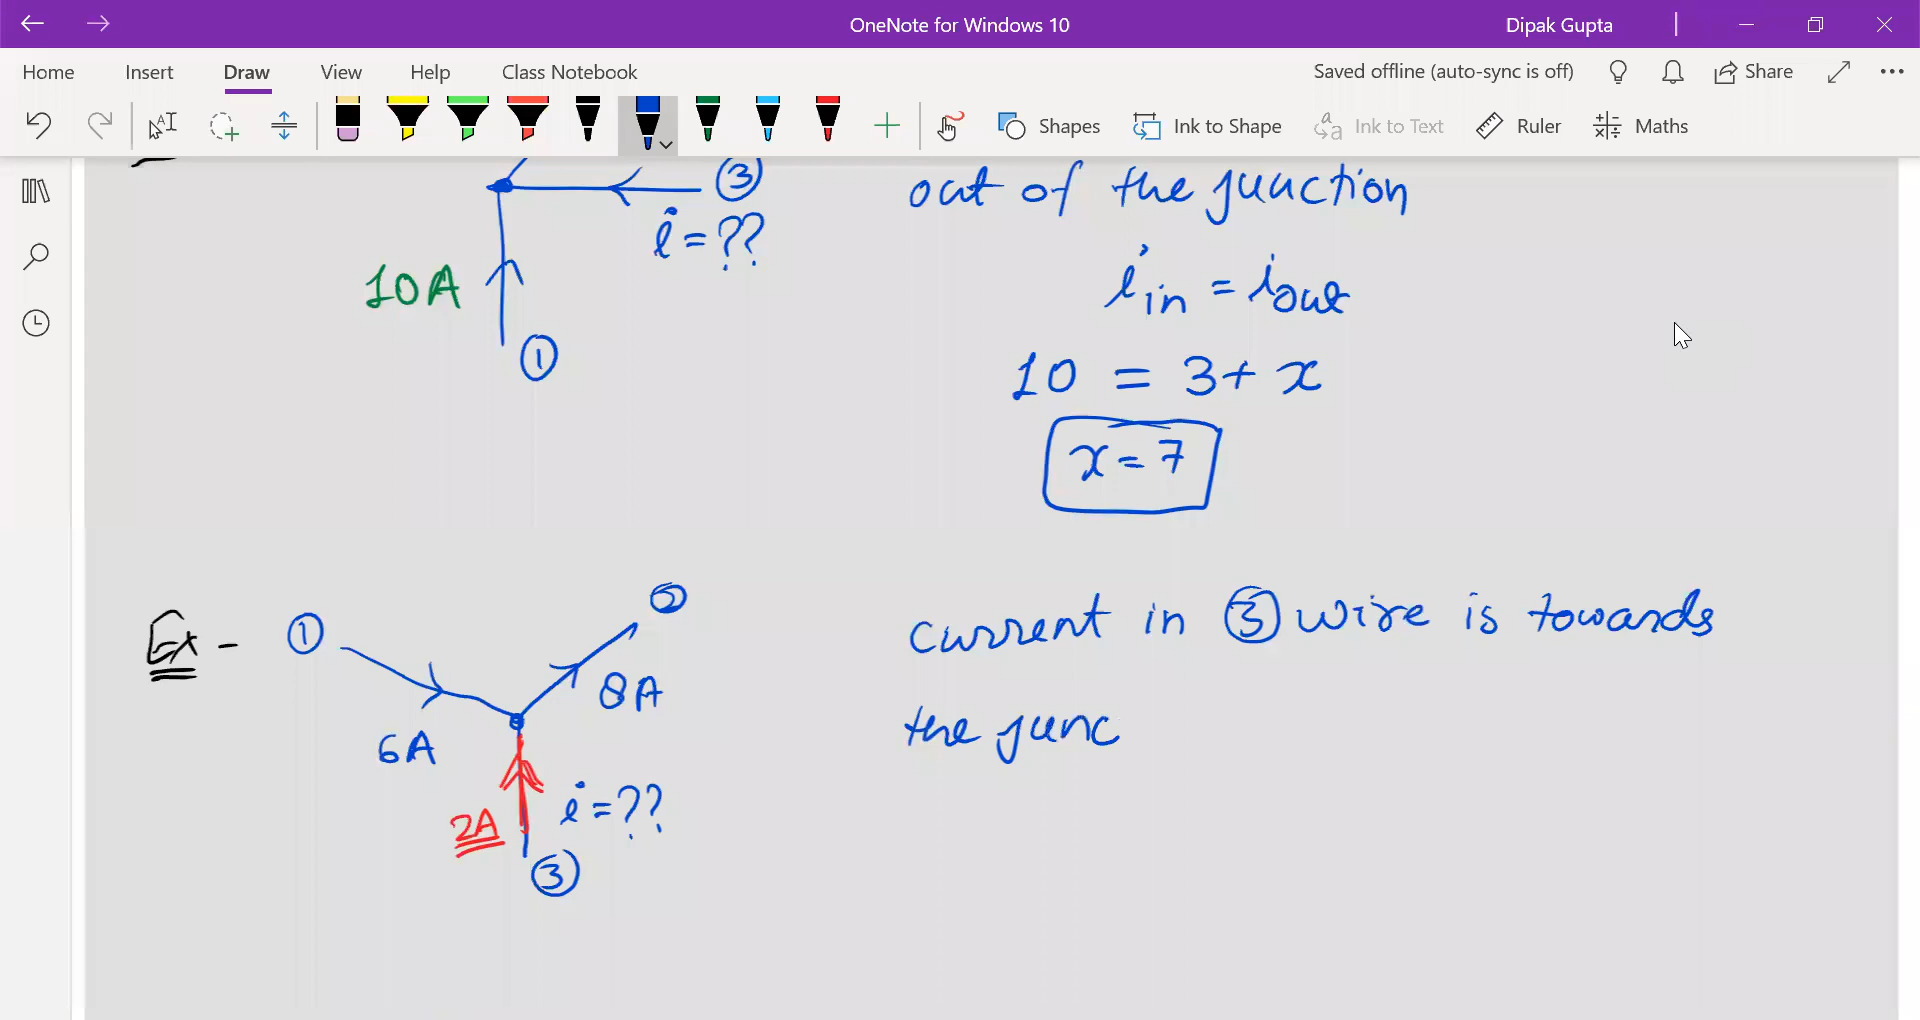 OneNote for Windows 10
Dipak Gupta
Home Insert Draw View Help Class Notebook
Saved offline (auto-sync is off) Share
Shapes Ink to Shape Ink to Text Ruler Maths
3
out of the junction
i = ??
10A
i in = i out
1
10 = 3 + x
x = 7
Ex - 1
2
current in 3 wire is towards
8A
6A
the junc
i = ??
2A
3